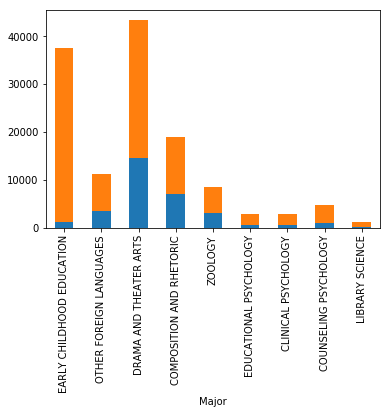 40000
30000
20000
10000
0
EARLY CHILDHOOD EDUCATION
OTHER FOREIGN LANGUAGES
DRAMA AND THEATER ARTS
COMPOSITION AND RHETORIC
ZOOLOGY
EDUCATIONAL PSYCHOLOGY
CLINICAL PSYCHOLOGY
COUNSELING PSYCHOLOGY
LIBRARY SCIENCE
Major